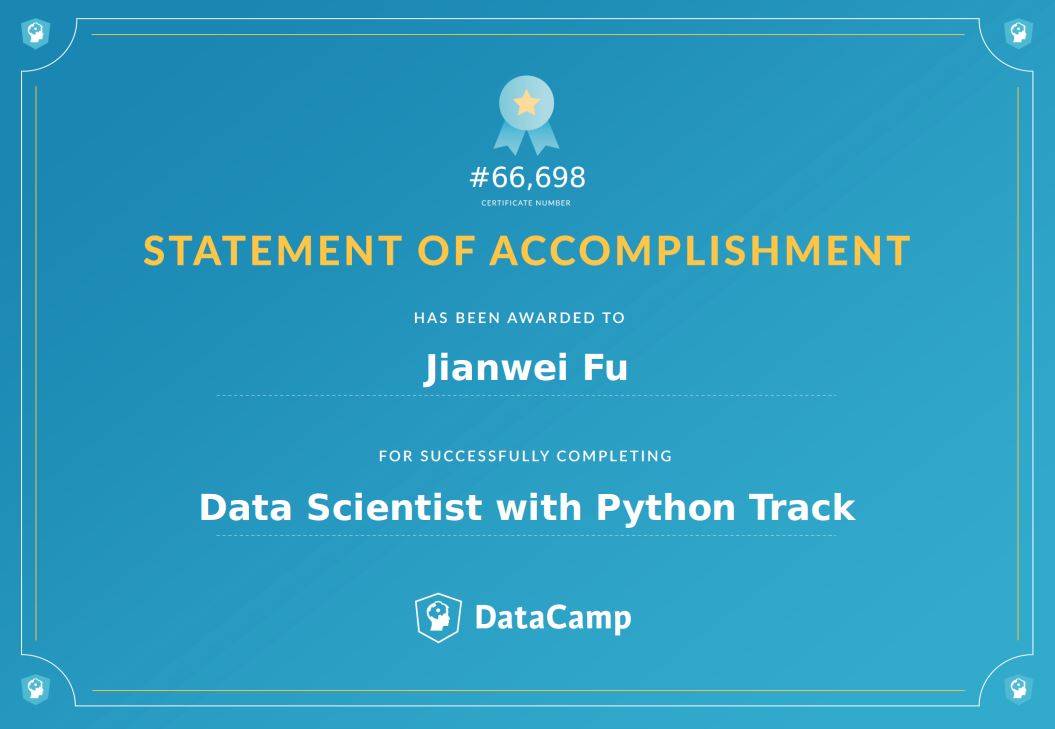 #66,698
CERTIFICATE NUMBER
STATEMENT OF ACCOMPLISHMENT
HAS BEEN AWARDED TO
Jianwei Fu
FOR SUCCESSFULLY COMPLETING
Data Scientist with Python Track
DataCamp